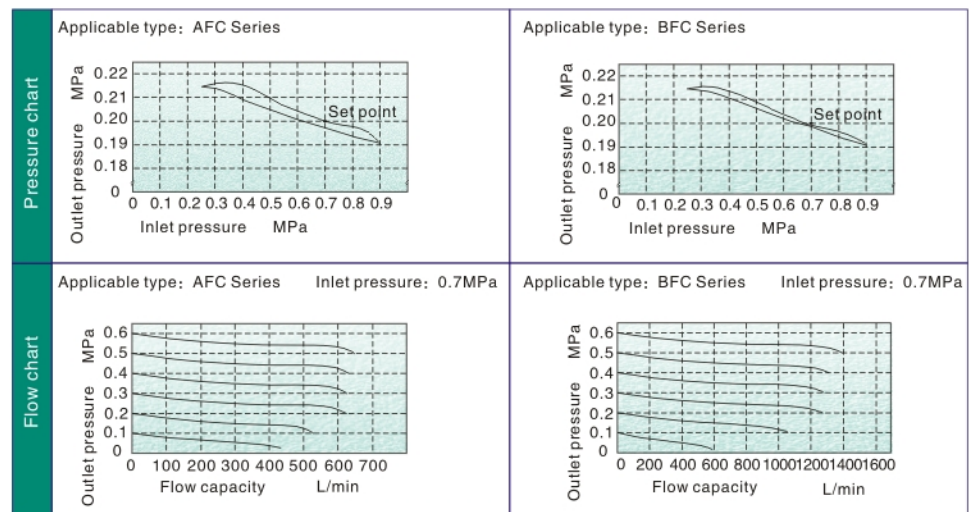 Pressure chart
Applicable type: AFC Series
Outlet pressure MPa
0.22
0.21
0.20
0.19
0.18
0
Set point
0 0.1 0.2 0.3 0.4 0.5 0.6 0.7 0.8 0.9
Inlet pressure MPa
Applicable type: BFC Series
Outlet pressure MPa
0.22
0.21
0.20
0.19
0.18
0
Set point
0 0.1 0.2 0.3 0.4 0.5 0.6 0.7 0.8 0.9
Inlet pressure MPa
Flow chart
Applicable type: AFC Series Inlet pressure: 0.7MPa
Outlet pressure MPa
0.6
0.5
0.4
0.3
0.2
0.1
0
0 100 200 300 400 500 600 700
Flow capacity L/min
Applicable type: BFC Series Inlet pressure: 0.7MPa
Outlet pressure MPa
0.6
0.5
0.4
0.3
0.2
0.1
0
0 200 400 600 800 1000 1200 1400 1600
Flow capacity L/min